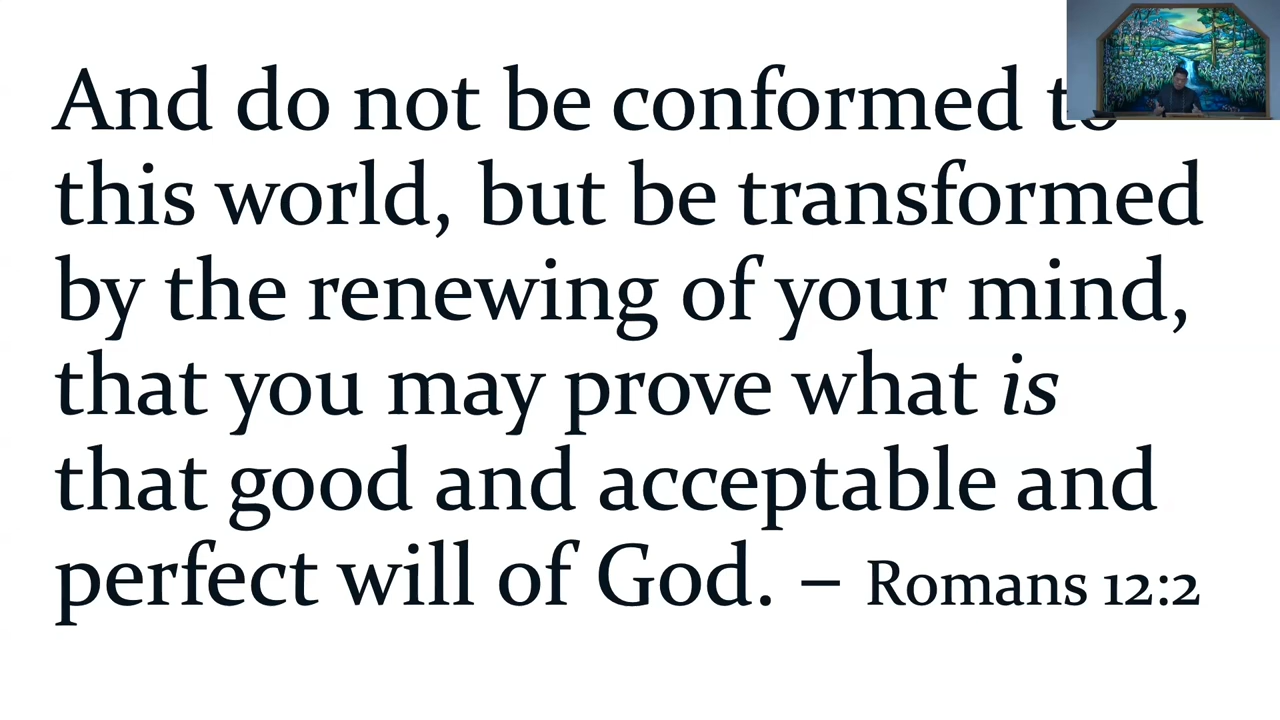 And do not be conformed to
this world, but be transformed
by the renewing of your mind,
that you may prove what is
that good and acceptable and
perfect will of God. – Romans 12:2